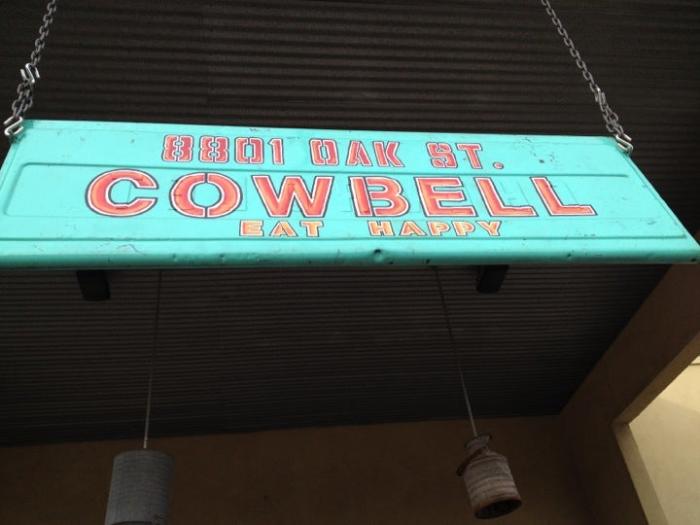 8801 OAK ST.
COWBELL
EAT HAPPY